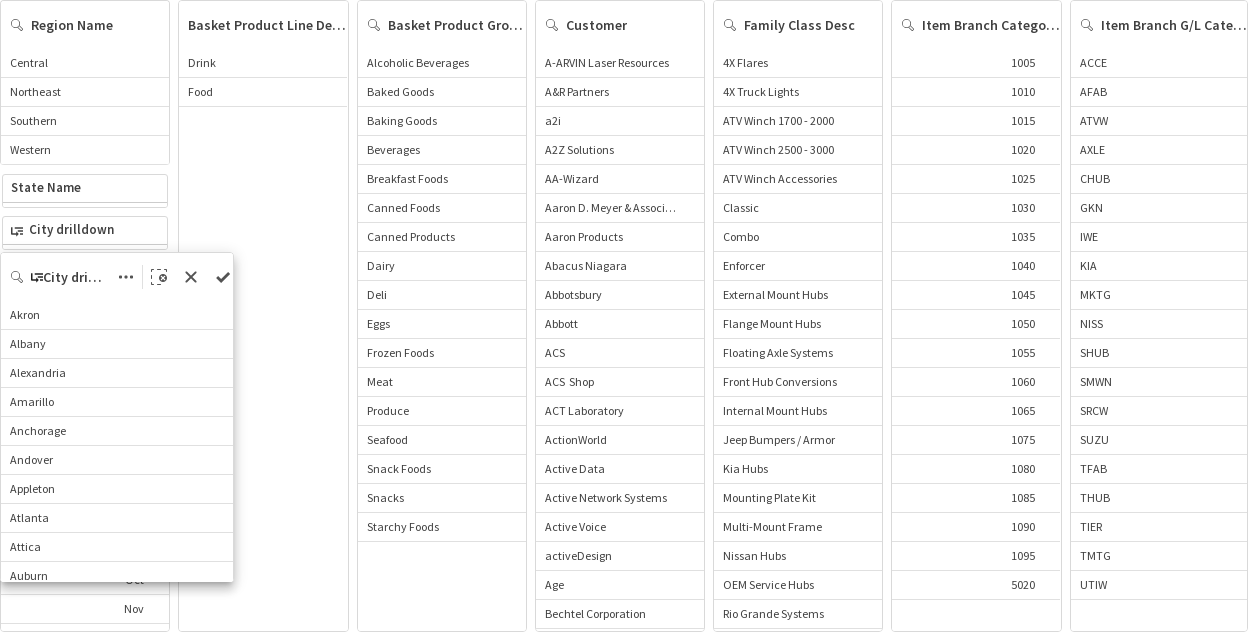 Region Name
Central
Northeast
Southern
Western
State Name
City drilldown
City dri...
Akron
Albany
Alexandria
Amarillo
Anchorage
Andover
Appleton
Atlanta
Attica
Auburn
Oct
Nov
Basket Product Line De...
Drink
Food
Basket Product Gro...
Alcoholic Beverages
Baked Goods
Baking Goods
Beverages
Breakfast Foods
Canned Foods
Canned Products
Dairy
Deli
Eggs
Frozen Foods
Meat
Produce
Seafood
Snack Foods
Snacks
Starchy Foods
Customer
A-ARVIN Laser Resources
A&R Partners
a2i
A2Z Solutions
AA-Wizard
Aaron D. Meyer & Associ...
Aaron Products
Abacus Niagara
Abbotsbury
Abbott
ACS
ACS Shop
ACT Laboratory
ActionWorld
Active Data
Active Network Systems
Active Voice
activeDesign
Age
Bechtel Corporation
Family Class Desc
4X Flares
4X Truck Lights
ATV Winch 1700 - 2000
ATV Winch 2500 - 3000
ATV Winch Accessories
Classic
Combo
Enforcer
External Mount Hubs
Flange Mount Hubs
Floating Axle Systems
Front Hub Conversions
Internal Mount Hubs
Jeep Bumpers / Armor
Kia Hubs
Mounting Plate Kit
Multi-Mount Frame
Nissan Hubs
OEM Service Hubs
Rio Grande Systems
Item Branch Catego...
1005
1010
1015
1020
1025
1030
1035
1040
1045
1050
1055
1060
1065
1075
1080
1085
1090
1095
5020
Item Branch G/L Cate...
ACCE
AFAB
ATVW
AXLE
CHUB
GKN
IWE
KIA
MKTG
NISS
SHUB
SMWN
SRCW
SUZU
TFAB
THUB
TIER
TMTG
UTIW